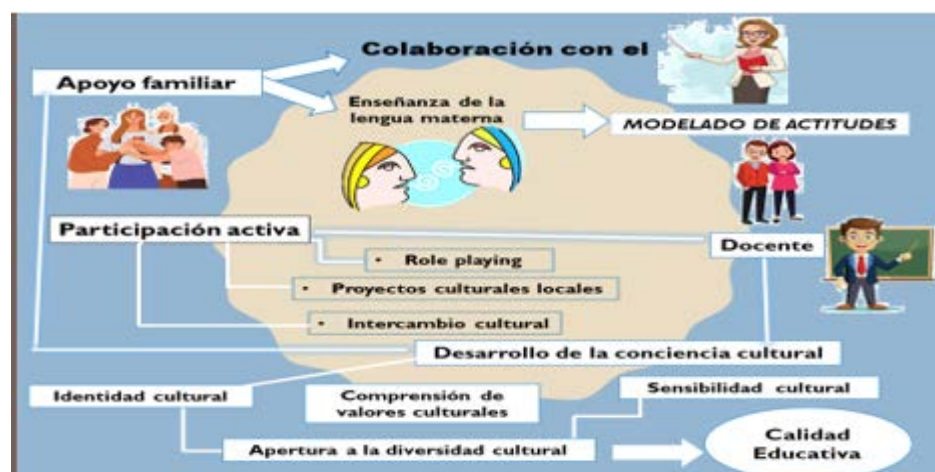 Colaboración con el
Apoyo familiar
Enseñanza de la
lengua materna
MODELADO DE ACTITUDES
Participación activa
Docente
• Role playing
• Proyectos culturales locales
• Intercambio cultural
Desarrollo de la conciencia cultural
Sensibilidad cultural
Identidad cultural
Comprensión de
valores culturales
Apertura a la diversidad cultural
Calidad
Educativa